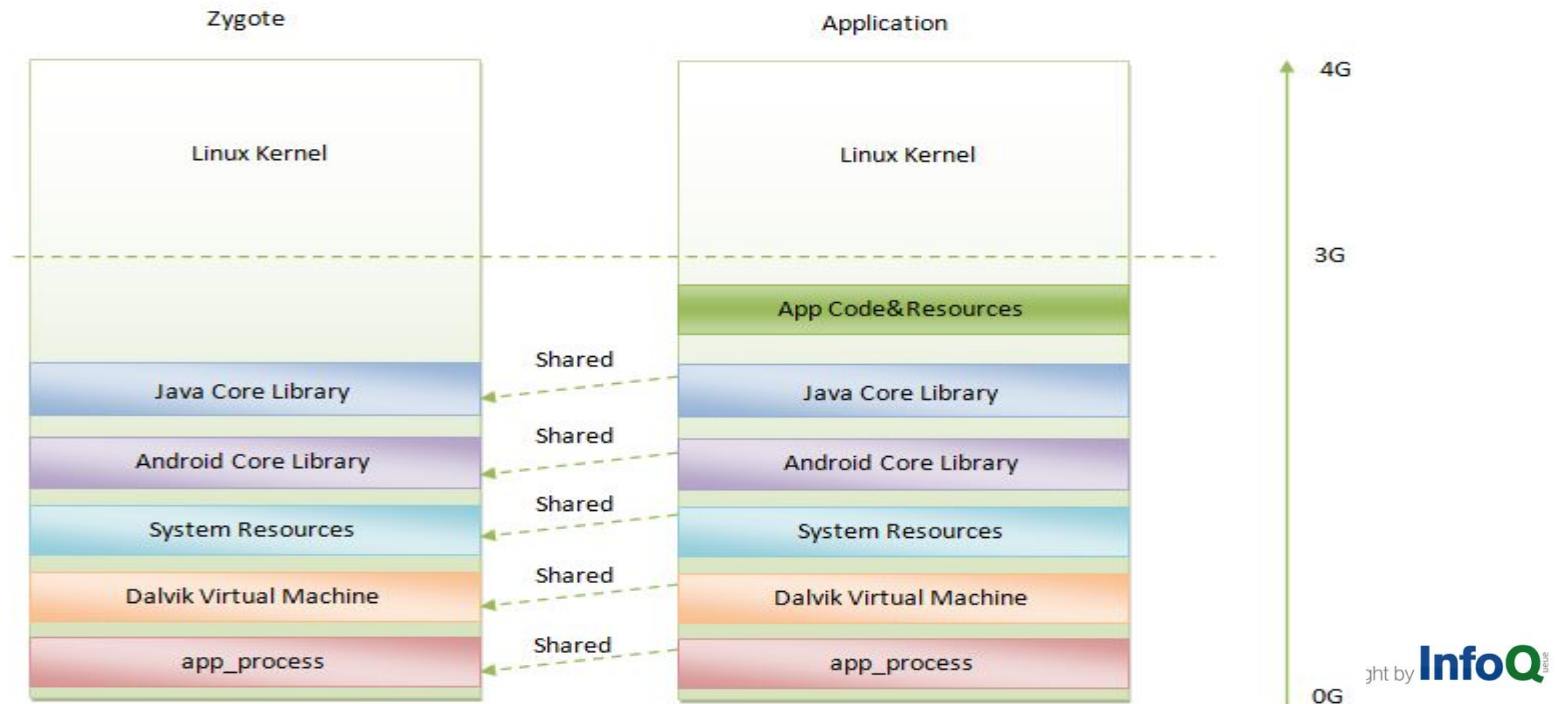 Zygote
Application
4G
Linux Kernel
Linux Kernel
3G
App Code&Resources
Shared
Java Core Library
Java Core Library
Shared
Android Core Library
Android Core Library
Shared
System Resources
System Resources
Shared
Dalvik Virtual Machine
Dalvik Virtual Machine
Shared
app_process
app_process
ght by InfoQ
0G